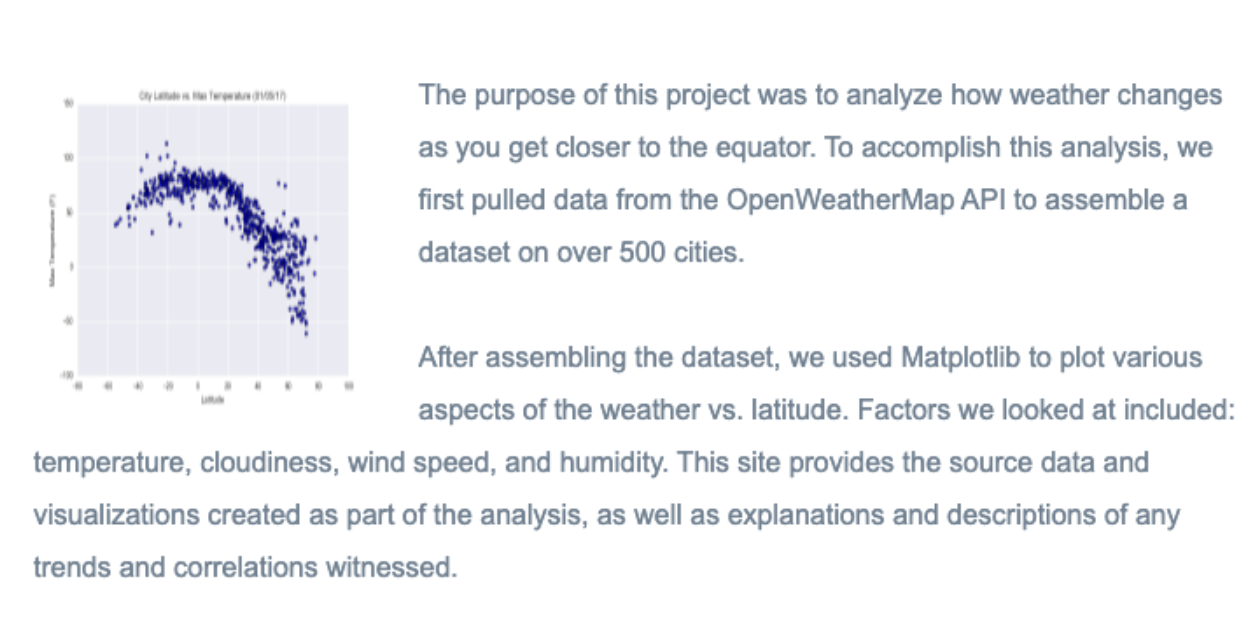 City Latitude vs. Max Temperature (01/09/17)
The purpose of this project was to analyze how weather changes
as you get closer to the equator. To accomplish this analysis, we
first pulled data from the OpenWeatherMap API to assemble a
dataset on over 500 cities.
After assembling the dataset, we used Matplotlib to plot various
aspects of the weather vs. latitude. Factors we looked at included:
temperature, cloudiness, wind speed, and humidity. This site provides the source data and
visualizations created as part of the analysis, as well as explanations and descriptions of any
trends and correlations witnessed.
150
100
50
0
-50
-100
Max Temperature (F)
-80
-60
-40
-20
0
20
40
60
80
100
Latitude